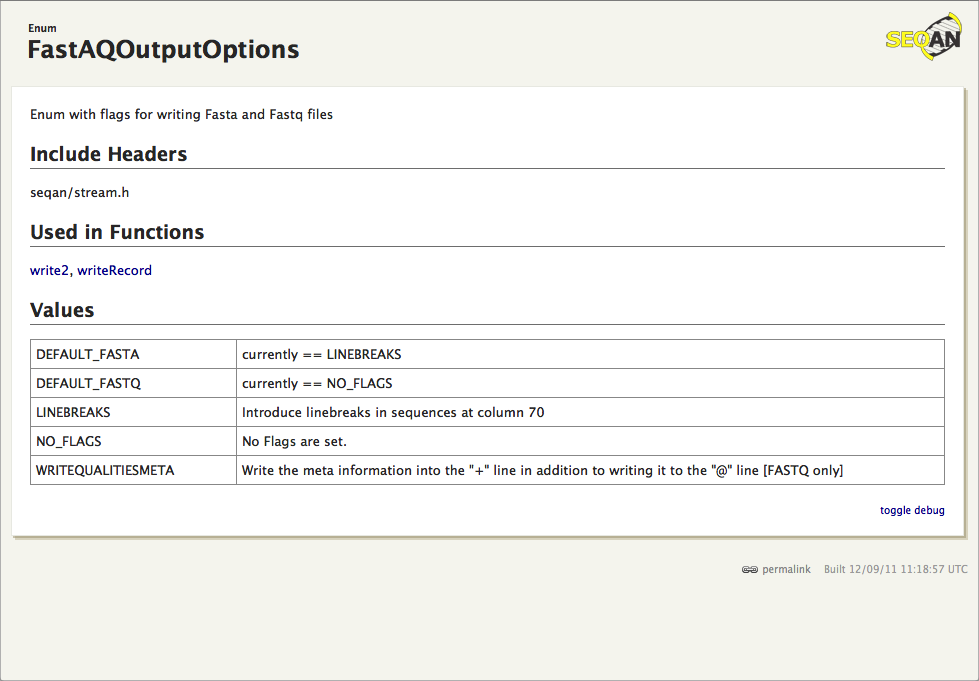 Enum
FastAQOutputOptions
SEQAN
Enum with flags for writing Fasta and Fastq files
Include Headers
seqan/stream.h
Used in Functions
write2, writeRecord
Values
DEFAULT_FASTA currently == LINEBREAKS
DEFAULT_FASTQ currently == NO_FLAGS
LINEBREAKS Introduce linebreaks in sequences at column 70
NO_FLAGS No Flags are set.
WRITEQUALITIESMETA Write the meta information into the "+" line in addition to writing it to the "@" line [FASTQ only]
toggle debug
permalink Built 12/09/11 11:18:57 UTC